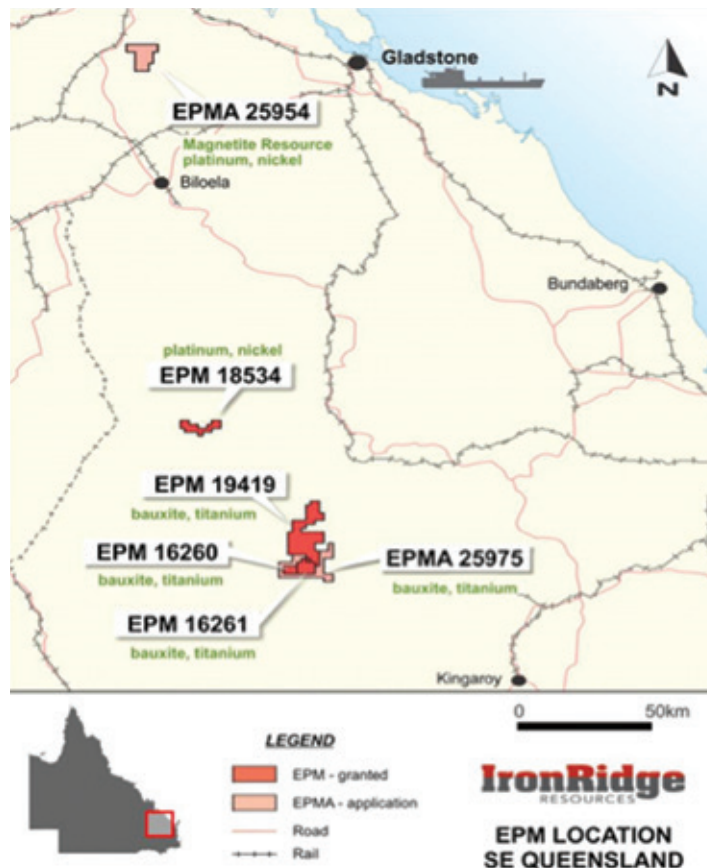 Gladstone
N
EPMA 25954
Magnetite Resource
platinum, nickel
Biloela
Bundaberg
platinum, nickel
EPM 18534
EPM 19419
bauxite, titanium
EPM 16260
bauxite, titanium
EPMA 25975
bauxite, titanium
EPM 16261
bauxite, titanium
Kingaroy
0 50km
LEGEND
EPM - granted
EPMA - application
Road
Rail
IronRidge
RESOURCES
EPM LOCATION
SE QUEENSLAND